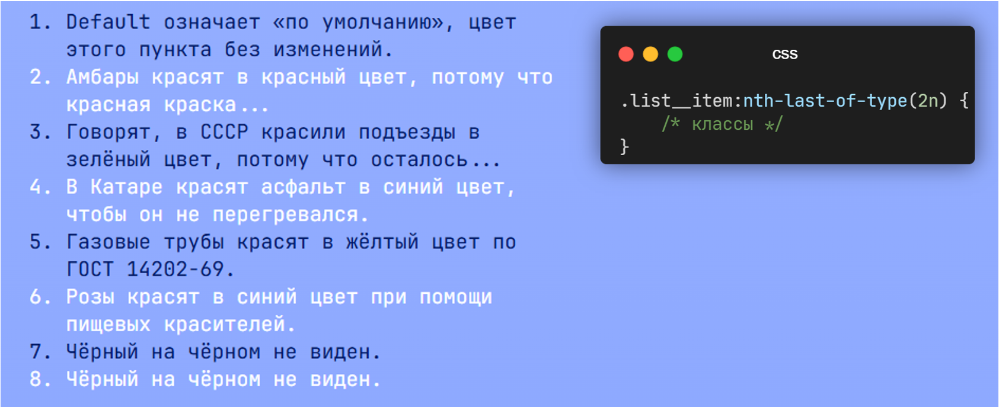 1. Default означает «по умолчанию», цвет
этого пункта без изменений.
2. Амбары красят в красный цвет, потому что
красная краска...
3. Говорят, в СССР красили подъезды в
зелёный цвет, потому что осталось...
4. В Катаре красят асфальт в синий цвет,
чтобы он не перегревался.
5. Газовые трубы красят в жёлтый цвет по
ГОСТ 14202-69.
6. Розы красят в синий цвет при помощи
пищевых красителей.
7. Чёрный на чёрном не виден.
8. Чёрный на чёрном не виден.
css
.list__item:nth-last-of-type(2n) {
/* классы */
}